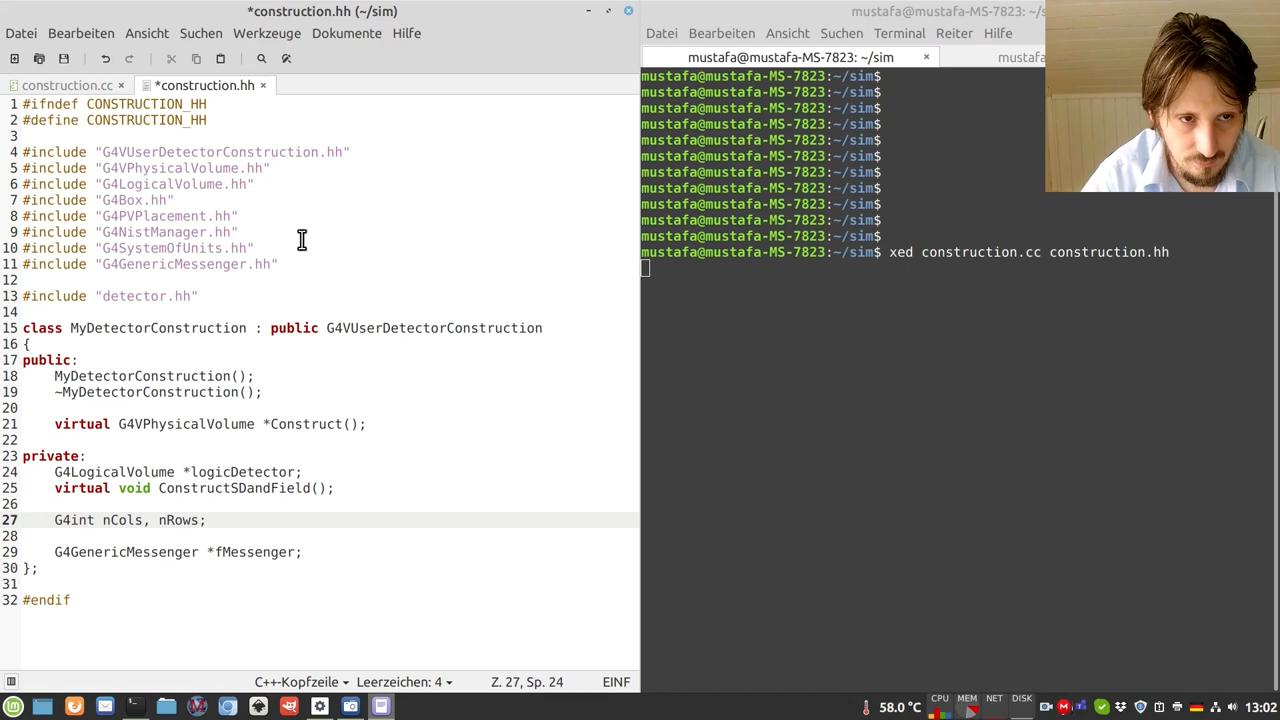 *construction.hh (~/sim)
Datei Bearbeiten Ansicht Suchen Werkzeuge Dokumente Hilfe
construction.cc × *construction.hh ×
1 #ifndef CONSTRUCTION_HH
2 #define CONSTRUCTION_HH
3
4 #include "G4VUserDetectorConstruction.hh"
5 #include "G4VPhysicalVolume.hh"
6 #include "G4LogicalVolume.hh"
7 #include "G4Box.hh"
8 #include "G4PVPlacement.hh"
9 #include "G4NistManager.hh"
10 #include "G4SystemOfUnits.hh"
11 #include "G4GenericMessenger.hh"
12
13 #include "detector.hh"
14
15 class MyDetectorConstruction : public G4VUserDetectorConstruction
16 {
17 public:
18 MyDetectorConstruction();
19 ~MyDetectorConstruction();
20
21 virtual G4VPhysicalVolume *Construct();
22
23 private:
24 G4LogicalVolume *logicDetector;
25 virtual void ConstructSDandField();
26
27 G4int nCols, nRows;
28
29 G4GenericMessenger *fMessenger;
30 };
31
32 #endif
C++-Kopfzeile Leerzeichen: 4 Z. 27, Sp. 24 EINF
mustafa@mustafa-MS-7822: ~/s
Datei Bearbeiten Ansicht Suchen Terminal Reiter Hilfe
mustafa@mustafa-MS-7823: ~/sim × mustafa
mustafa@mustafa-MS-7823:~/sim$
mustafa@mustafa-MS-7823:~/sim$
mustafa@mustafa-MS-7823:~/sim$
mustafa@mustafa-MS-7823:~/sim$
mustafa@mustafa-MS-7823:~/sim$
mustafa@mustafa-MS-7823:~/sim$
mustafa@mustafa-MS-7823:~/sim$
mustafa@mustafa-MS-7823:~/sim$
mustafa@mustafa-MS-7823:~/sim$
mustafa@mustafa-MS-7823:~/sim$
mustafa@mustafa-MS-7823:~/sim$
mustafa@mustafa-MS-7823:~/sim$ xed construction.cc construction.hh
58.0 °C CPU MEM NET DISK 13:02